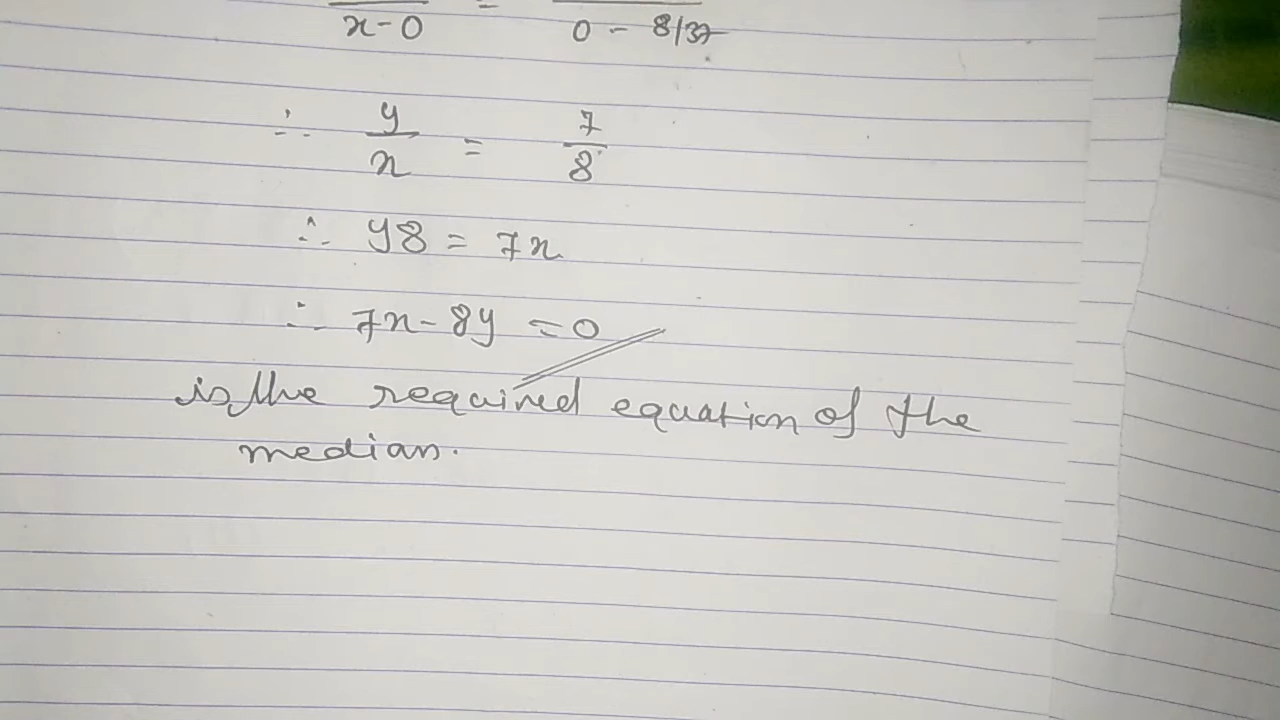 x-0 = 0 - 8/37
∴ y/x = 7/8
∴ y8 = 7x
∴ 7x - 8y = 0
is the required equation of the
median.